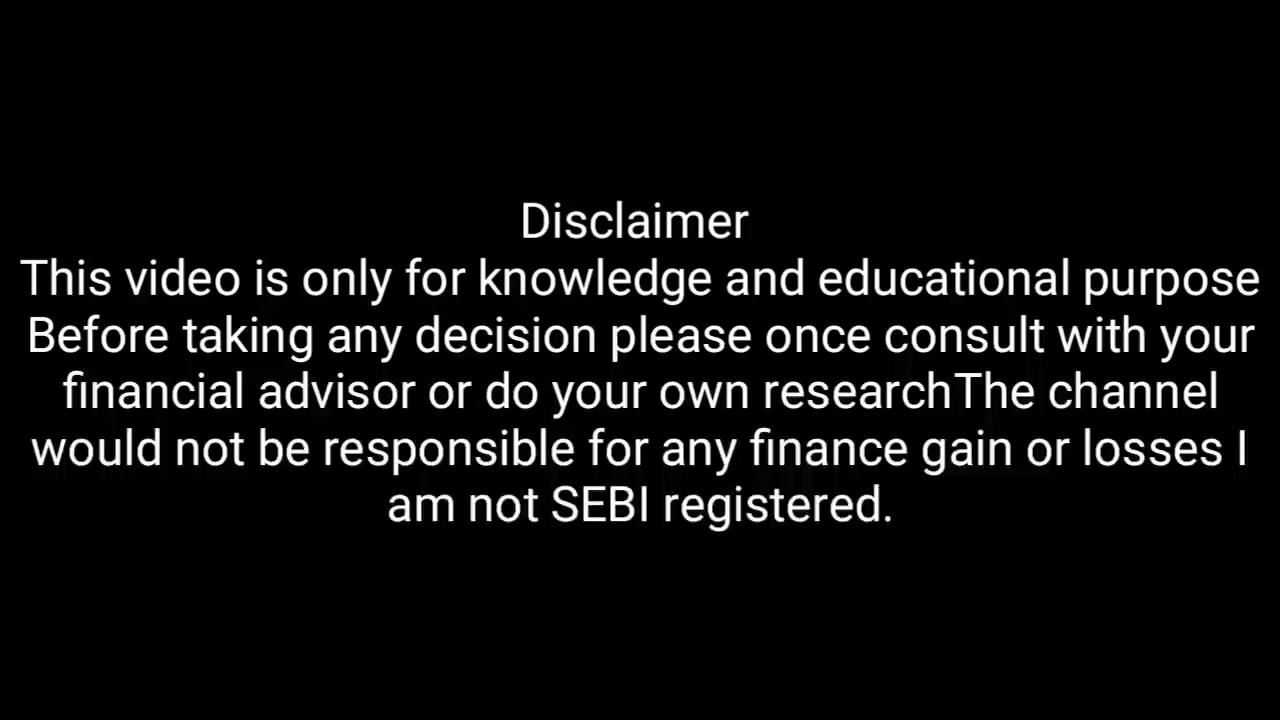 Disclaimer
This video is only for knowledge and educational purpose
Before taking any decision please once consult with your
financial advisor or do your own researchThe channel
would not be responsible for any finance gain or losses I
am not SEBI registered.